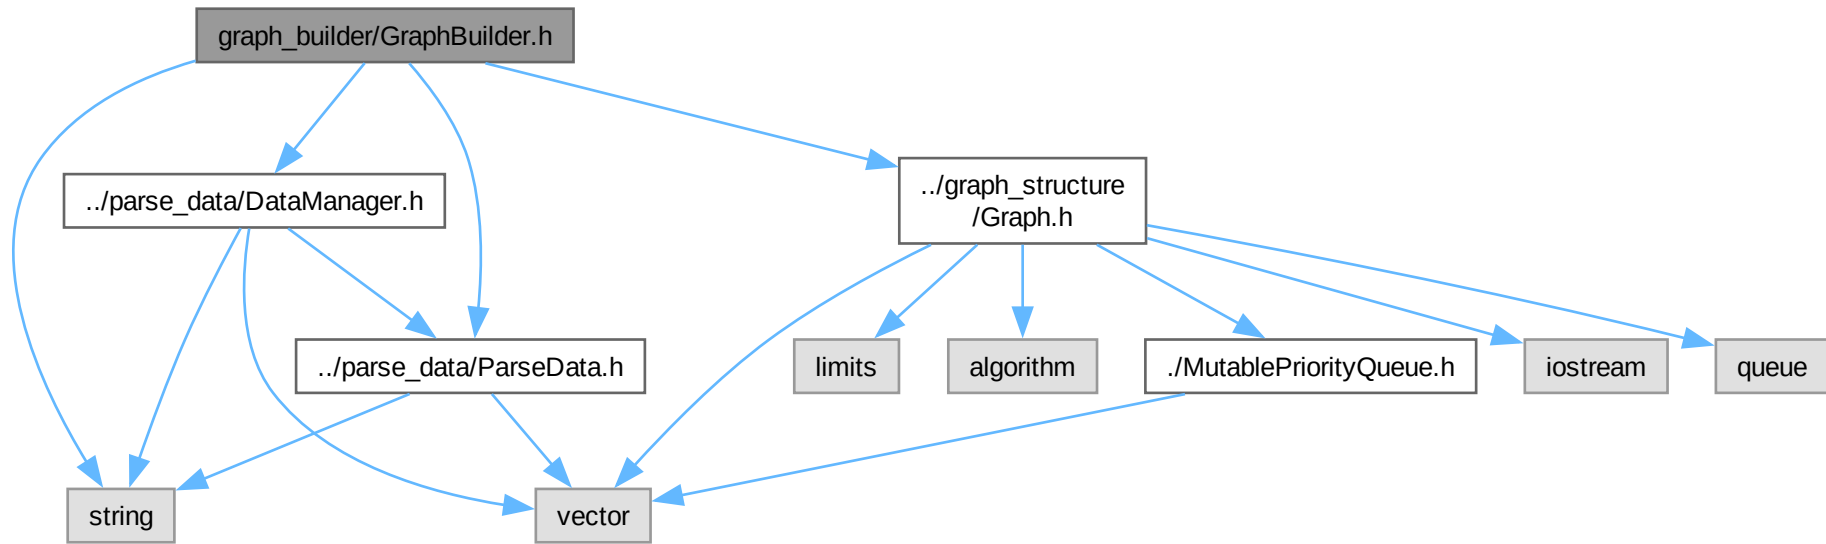 graph_builder/GraphBuilder.h
../parse_data/DataManager.h
../graph_structure
/Graph.h
../parse_data/ParseData.h
limits
algorithm
./MutablePriorityQueue.h
iostream
queue
string
vector